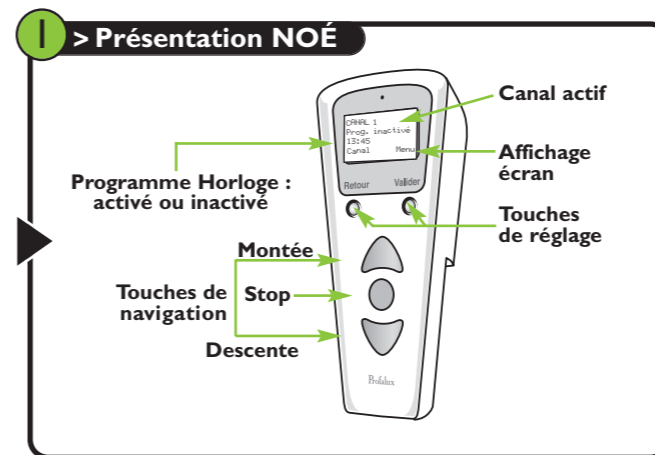 1 > Présentation NOÉ
Canal actif
CANAL 1
Prog. inactivé
13:45
Canal Menu
Affichage
écran
Programme Horloge :
activé ou inactivé
Retour Valider
Touches
de réglage
Montée
Touches de
navigation
Stop
Descente
Profalux